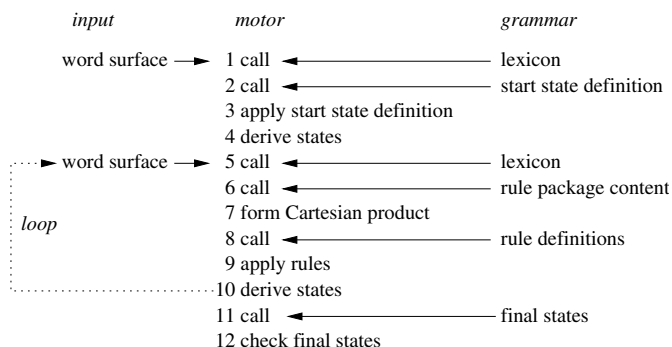 input motor grammar
word surface 1 call lexicon
2 call start state definition
3 apply start state definition
4 derive states
word surface 5 call lexicon
6 call rule package content
7 form Cartesian product
loop
8 call rule definitions
9 apply rules
10 derive states
11 call final states
12 check final states